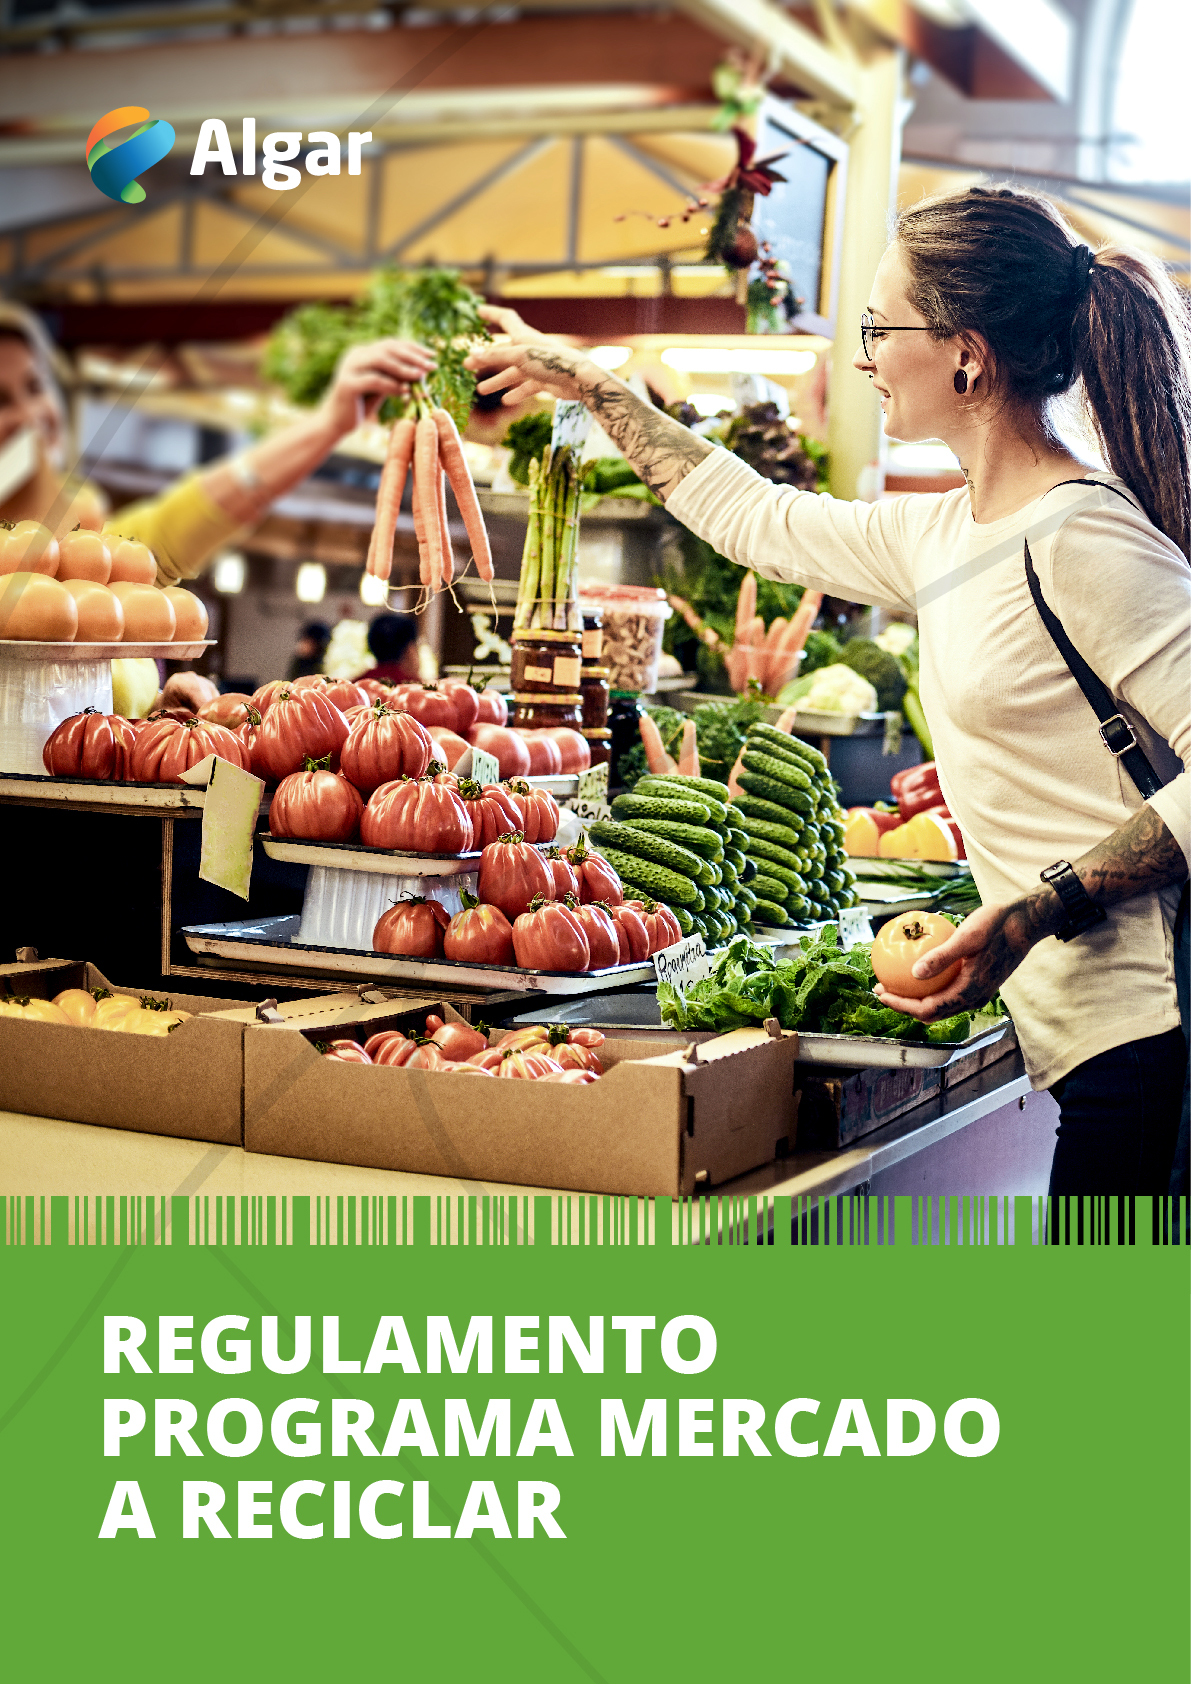 Algar
REGULAMENTO
PROGRAMA MERCADO
A RECICLAR